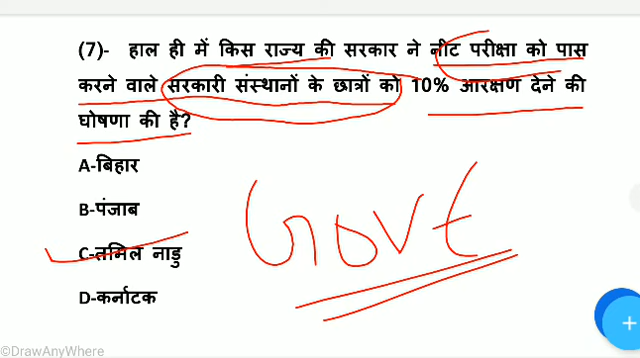 (7)- हाल ही में किस राज्य की सरकार ने नीट परीक्षा को पास
करने वाले सरकारी संस्थानों के छात्रों को 10% आरक्षण देने की
घोषणा की है?
A-बिहार
B-पंजाब
Govt
C-तमिल नाडु
D-कर्नाटक
©DrawAnyWhere